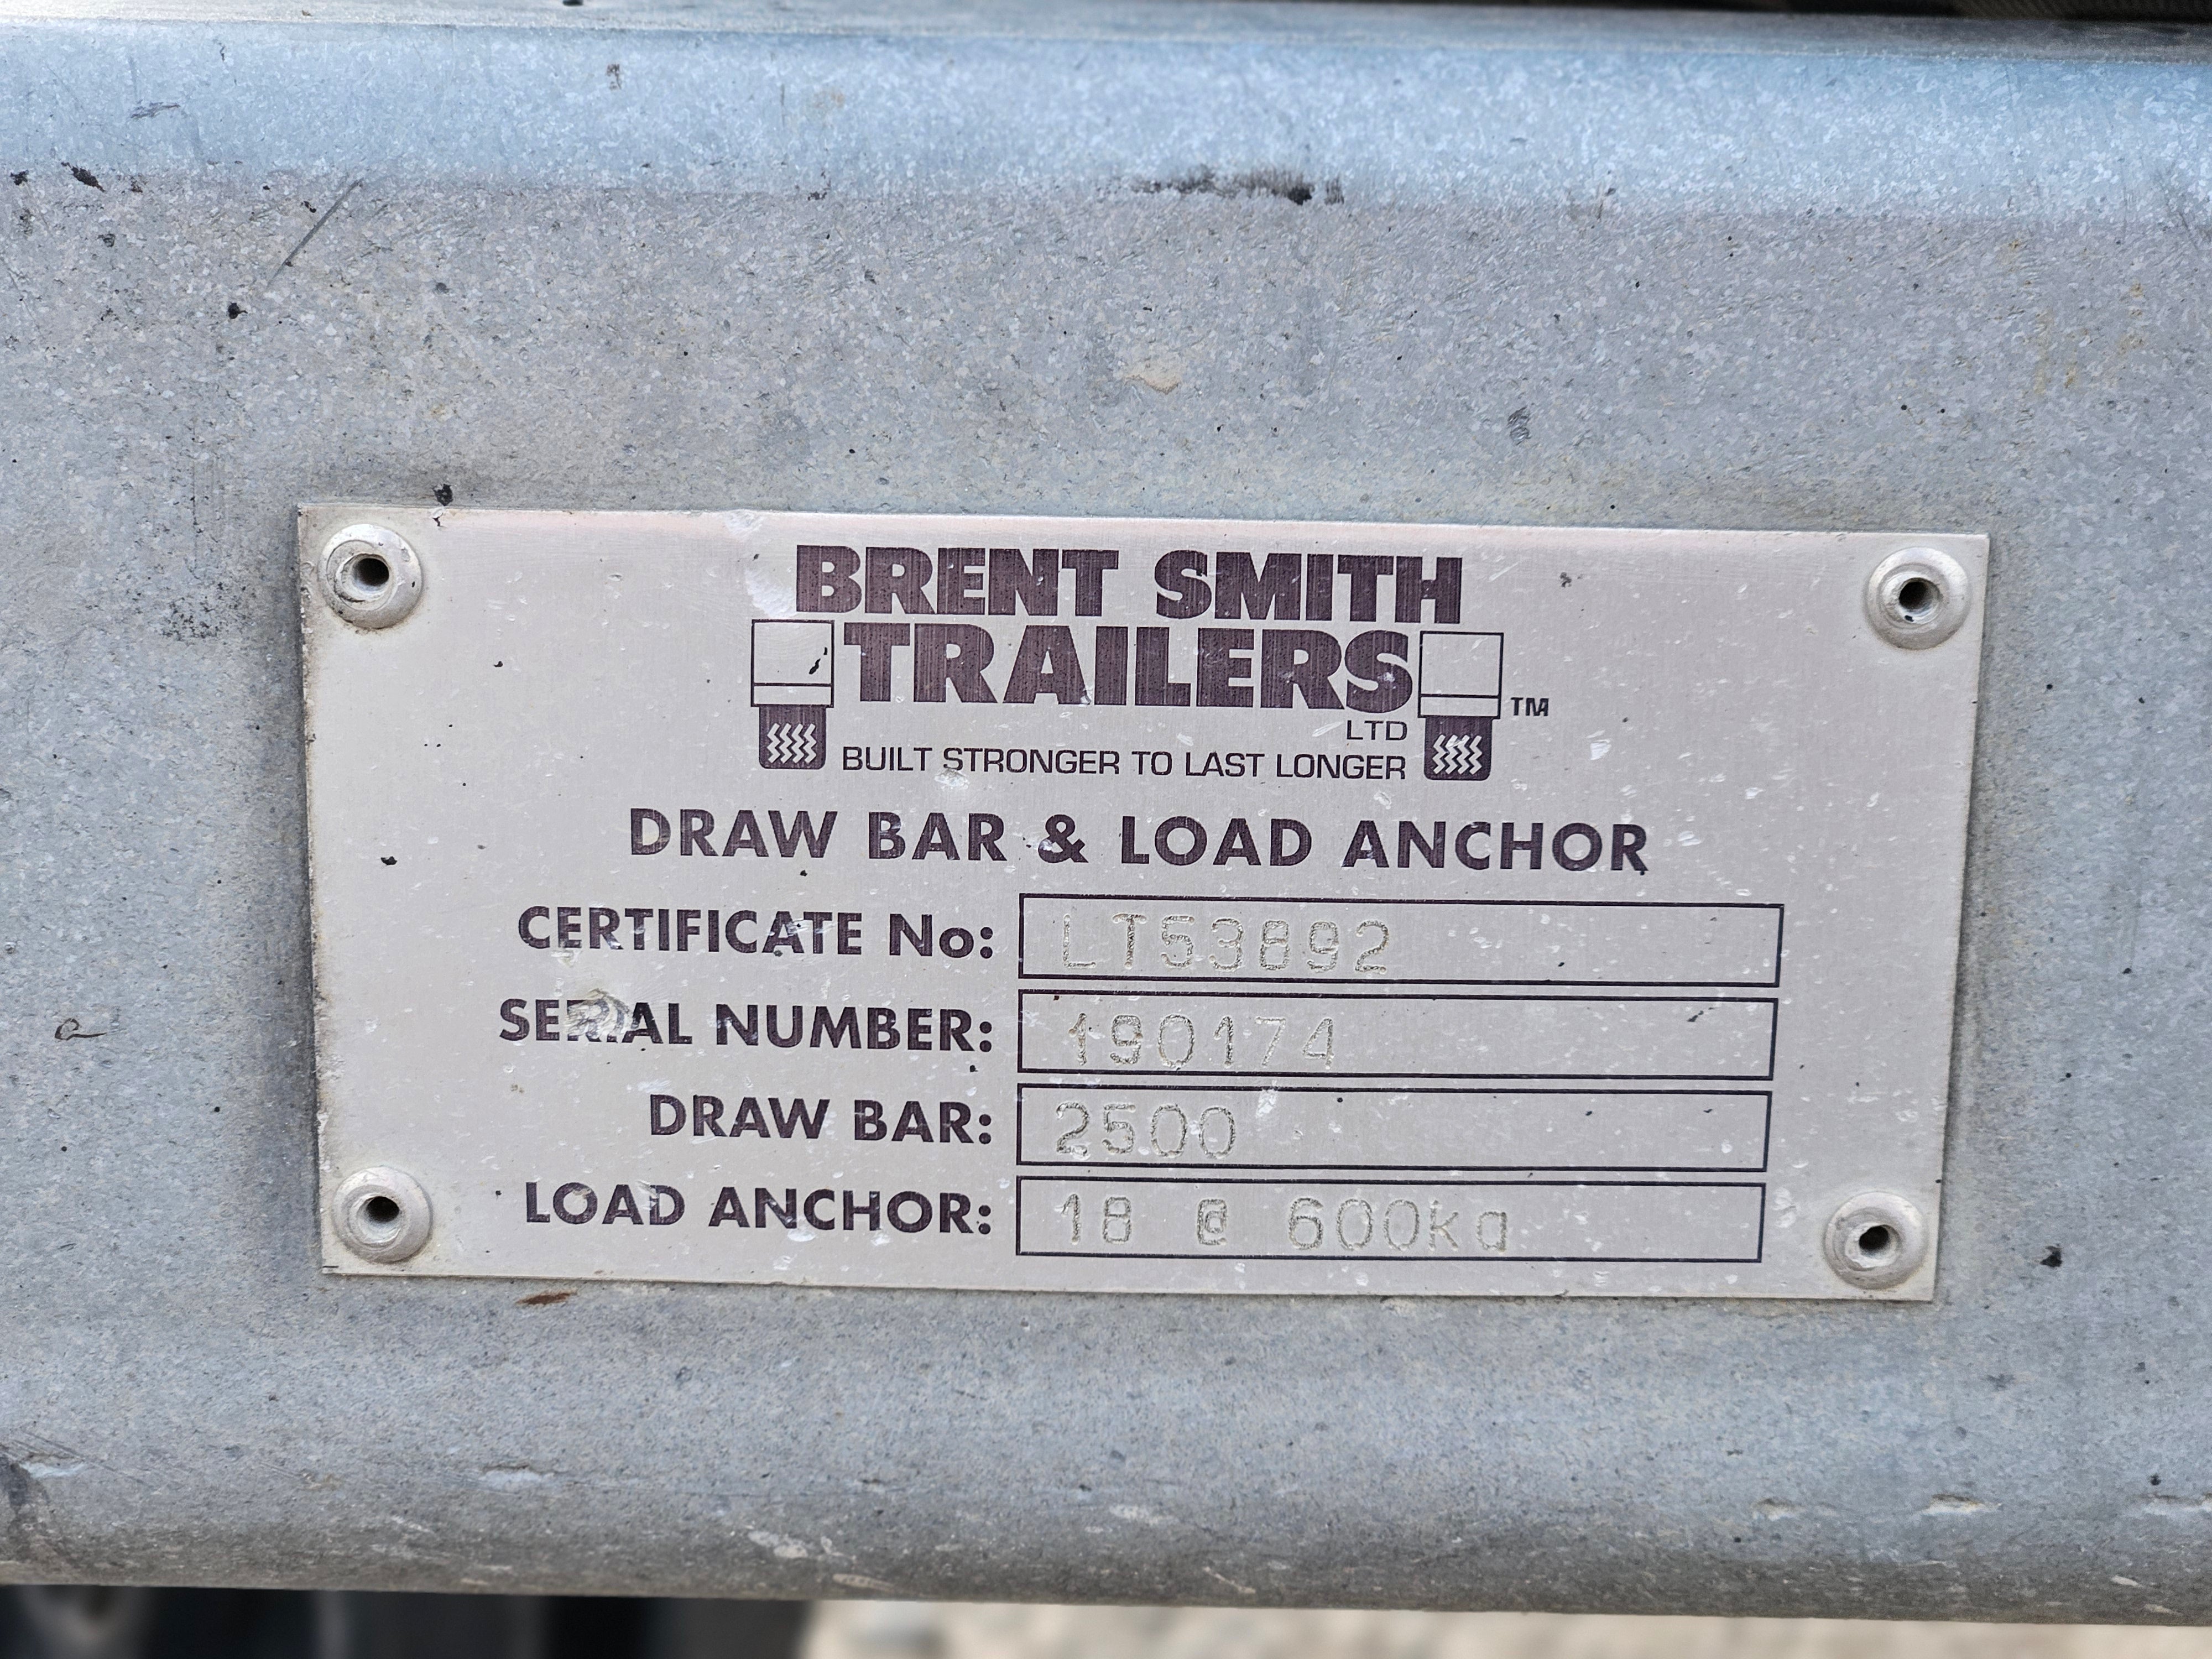 BRENT SMITH
TRAILERS
TM
LTD
BUILT STRONGER TO LAST LONGER
DRAW BAR & LOAD ANCHOR
CERTIFICATE No: LT53892
SERIAL NUMBER: 190174
DRAW BAR: 2500
LOAD ANCHOR: 18 @ 600kg